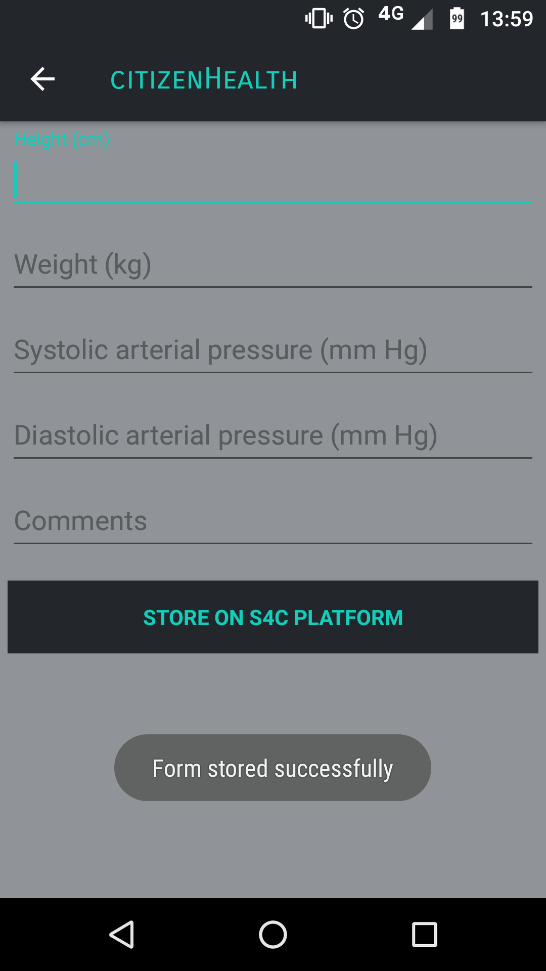 4G 99 13:59
CITIZENHEALTH
Height (cm)
Weight (kg)
Systolic arterial pressure (mm Hg)
Diastolic arterial pressure (mm Hg)
Comments
STORE ON S4C PLATFORM
Form stored successfully